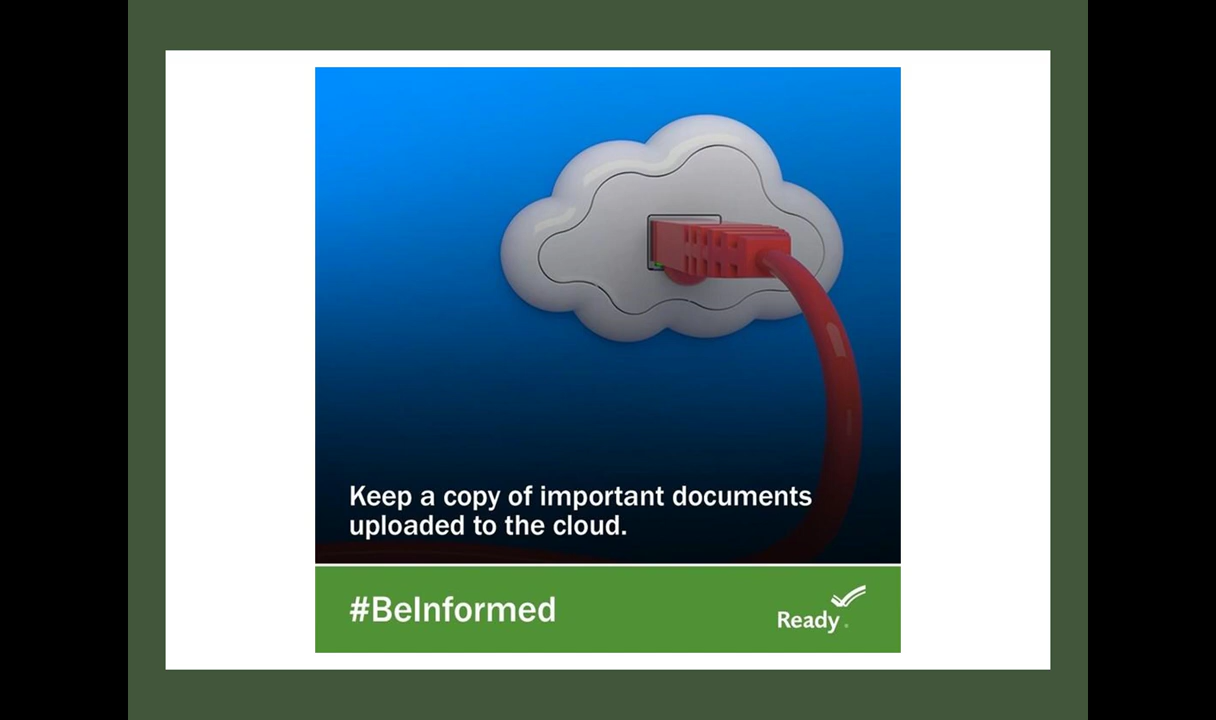 Keep a copy of important documents
uploaded to the cloud.
#BeInformed
Ready